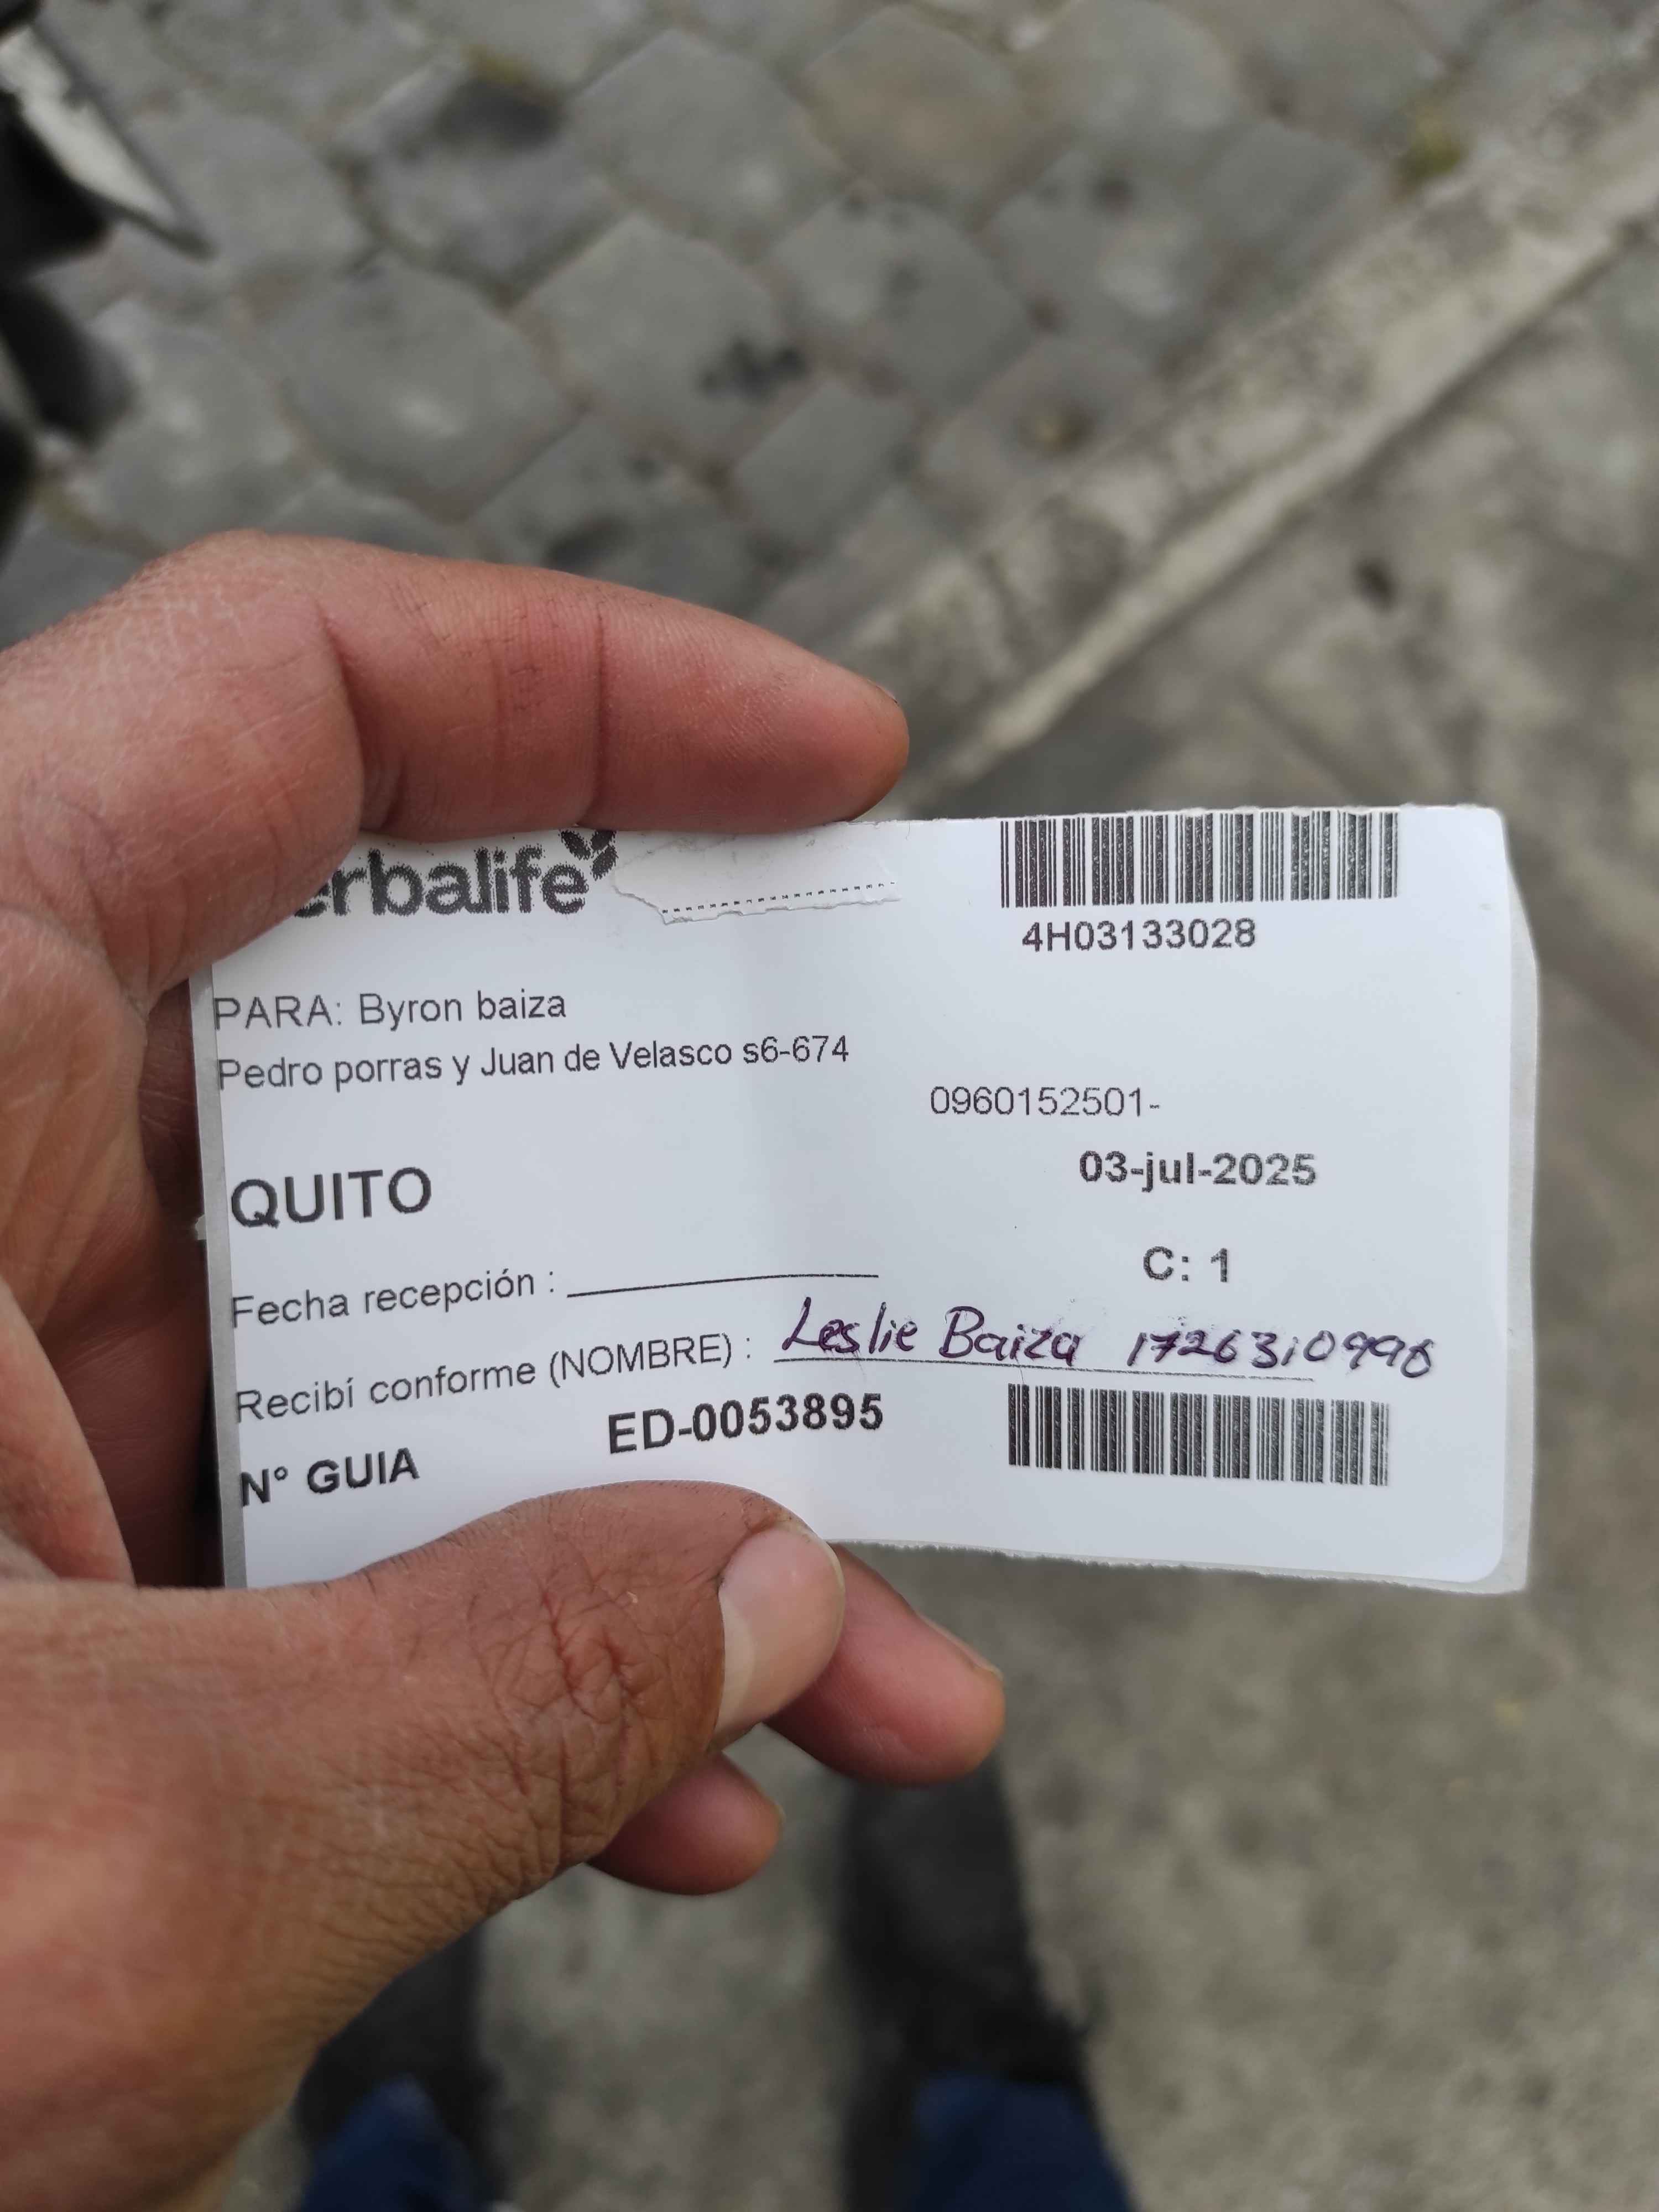 erbalife
4H03133028
PARA: Byron baiza
Pedro porras y Juan de Velasco s6-674
0960152501-
03-jul-2025
QUITO
C: 1
Fecha recepción :
Recibí conforme (NOMBRE) : Leslie Baiza
N° GUIA ED-0053895